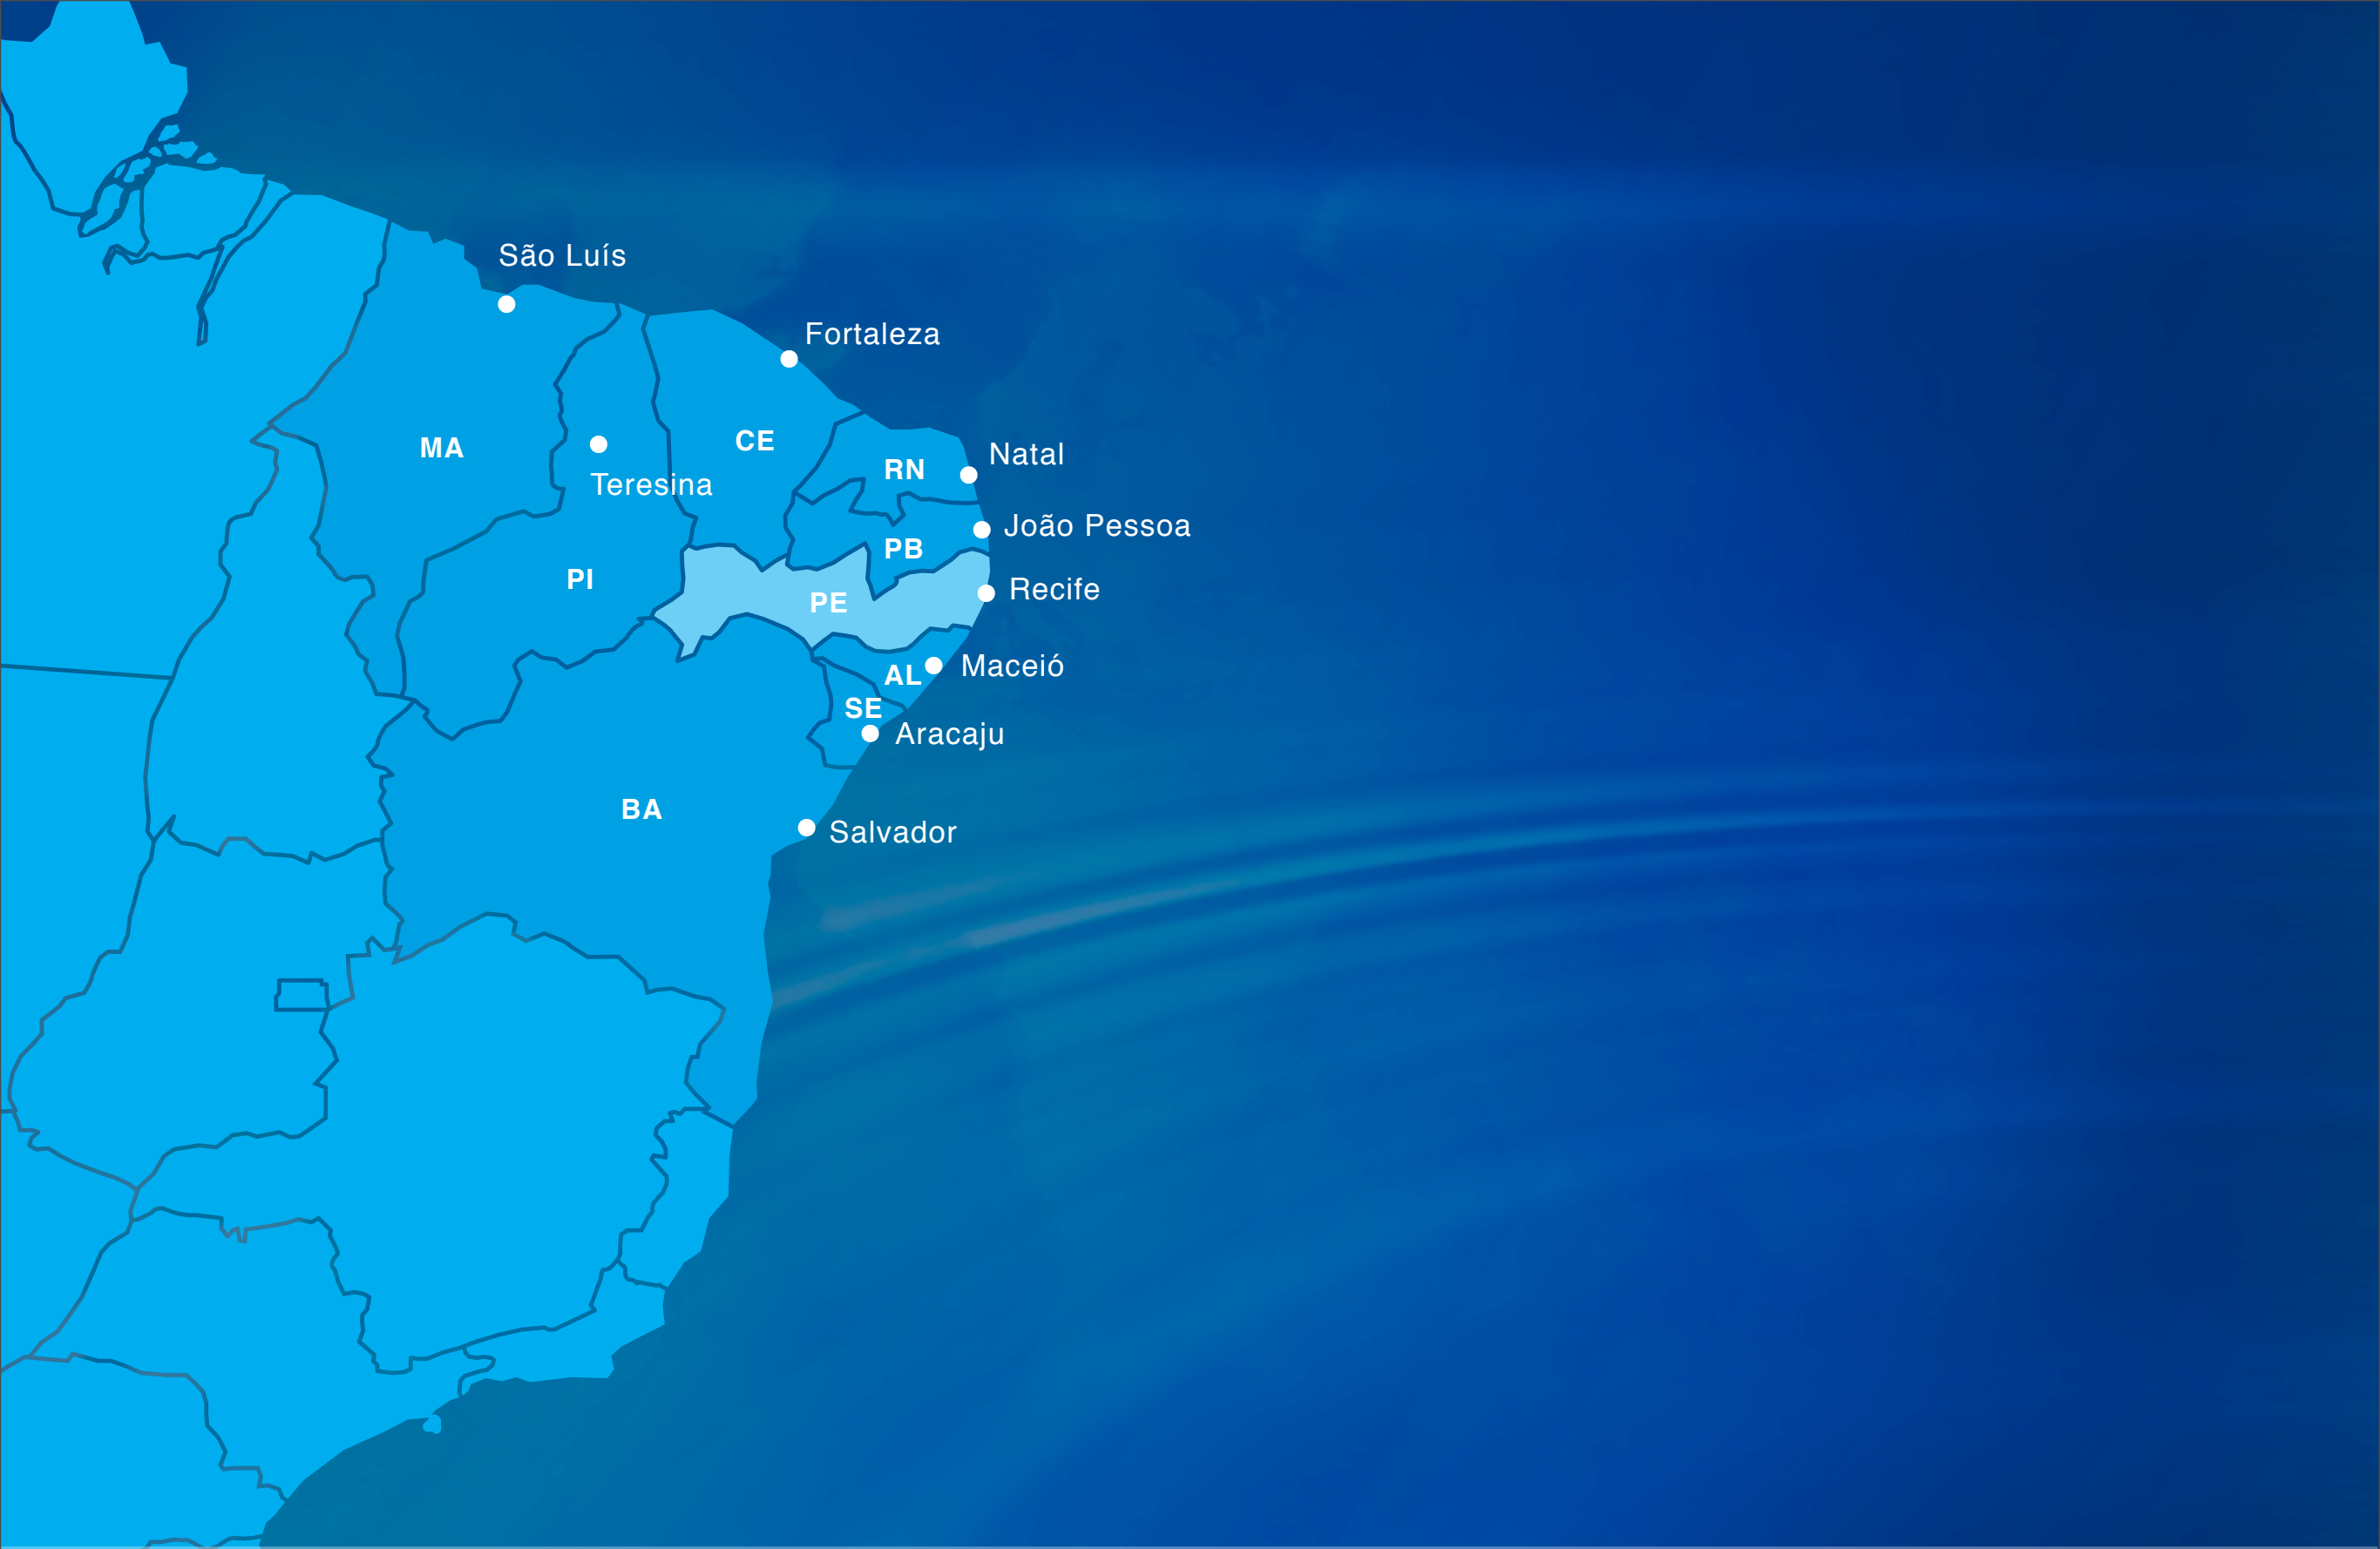 São Luís
Fortaleza
MA
CE
Natal
RN
Teresina
João Pessoa
PB
PI
Recife
PE
Maceió
AL
SE
Aracaju
BA
Salvador